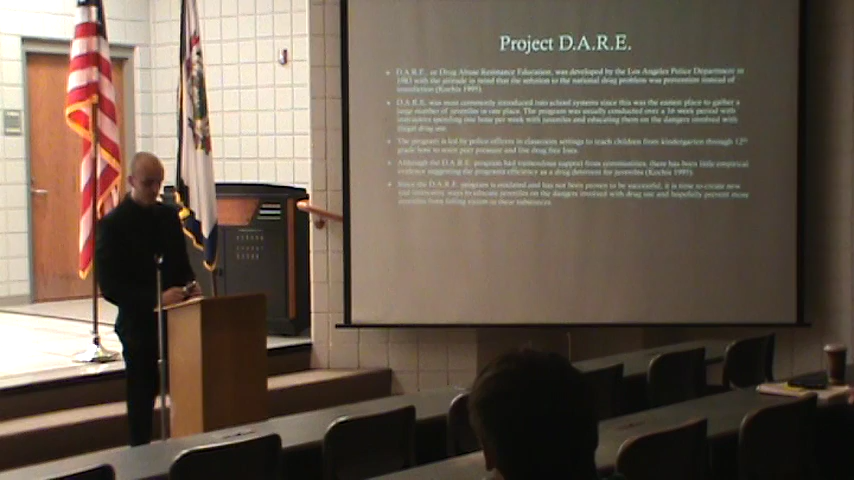 Project D.A.R.E.
D.A.R.E., or Drug Abuse Resistance Education, was developed by the Los Angeles Police Department in
1983 with the attitude in mind that the solution to the national drug problem was prevention instead of
interdiction (Kochis 1995).
D.A.R.E. was most commonly introduced into school systems since this was the easiest place to gather a
large number of juveniles in one place. The program was usually conducted over a week period with
spending one hour per week with juveniles and educating them on the dangers involved with
illegal drug use.
The program is led by police officers in classroom settings to teach children from kindergarten through 12th
grade how to resist peer pressure and live drug free lives.
Although the D.A.R.E. program had tremendous support from communities, there has been little empirical
evidence suggesting the programs efficiency as a drug deterrent for juveniles (Kochis 1995).
Since the D.A.R.E. program is outdated and has not been proven to be successful, it is time to create new
and innovative ways to educate juveniles on the dangers involved with drug use and hopefully prevent more
juveniles from falling victim to these substances.